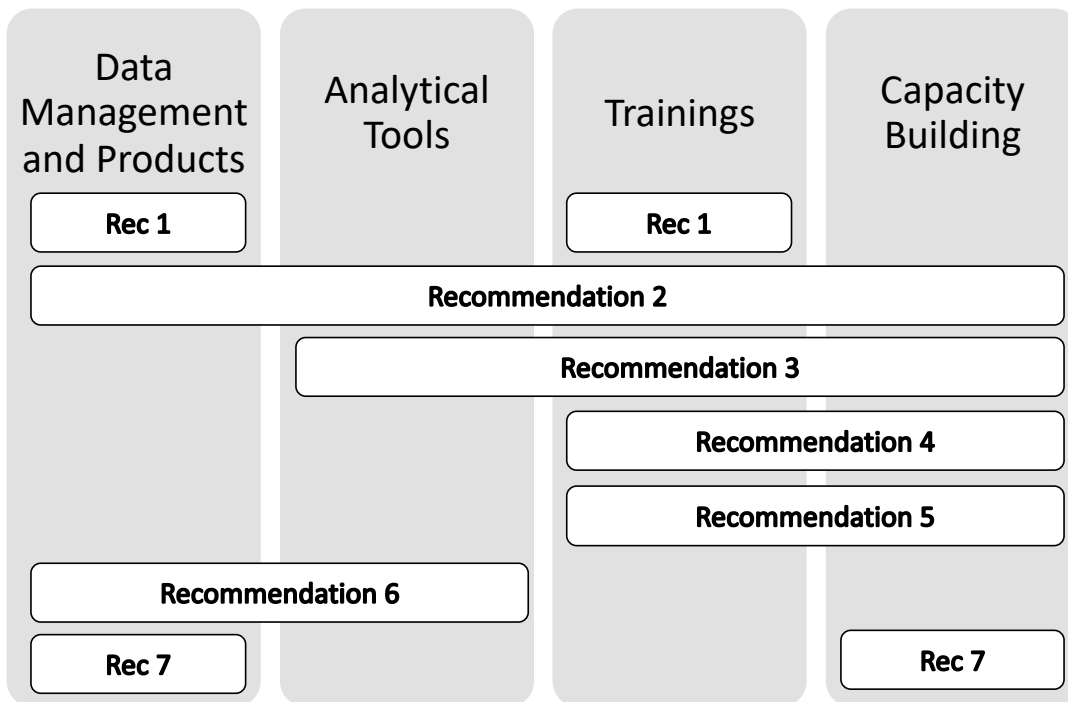 Data
Management
and Products
Analytical
Tools
Trainings
Capacity
Building
Rec 1
Rec 1
Recommendation 2
Recommendation 3
Recommendation 4
Recommendation 5
Recommendation 6
Rec 7
Rec 7